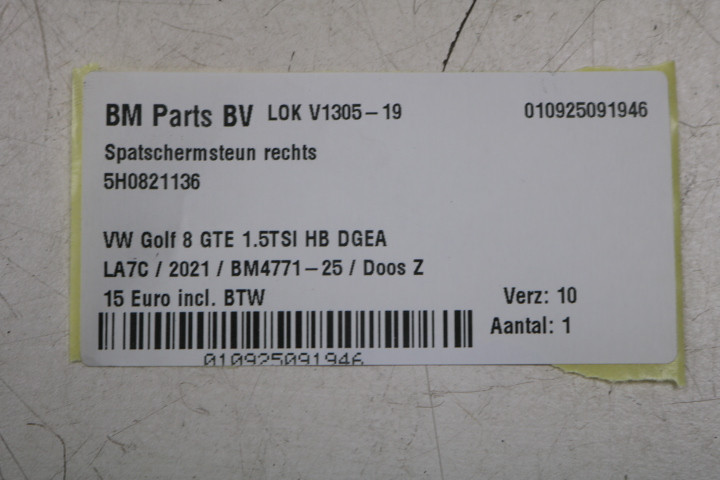 BM Parts BV LOK V1305-19 010925091946
Spatschermsteun rechts
5H0821136
VW Golf 8 GTE 1.5TSI HB DGEA
LA7C / 2021 / BM4771-25 / Doos Z
15 Euro incl. BTW Verz: 10
Aantal: 1
010925091946